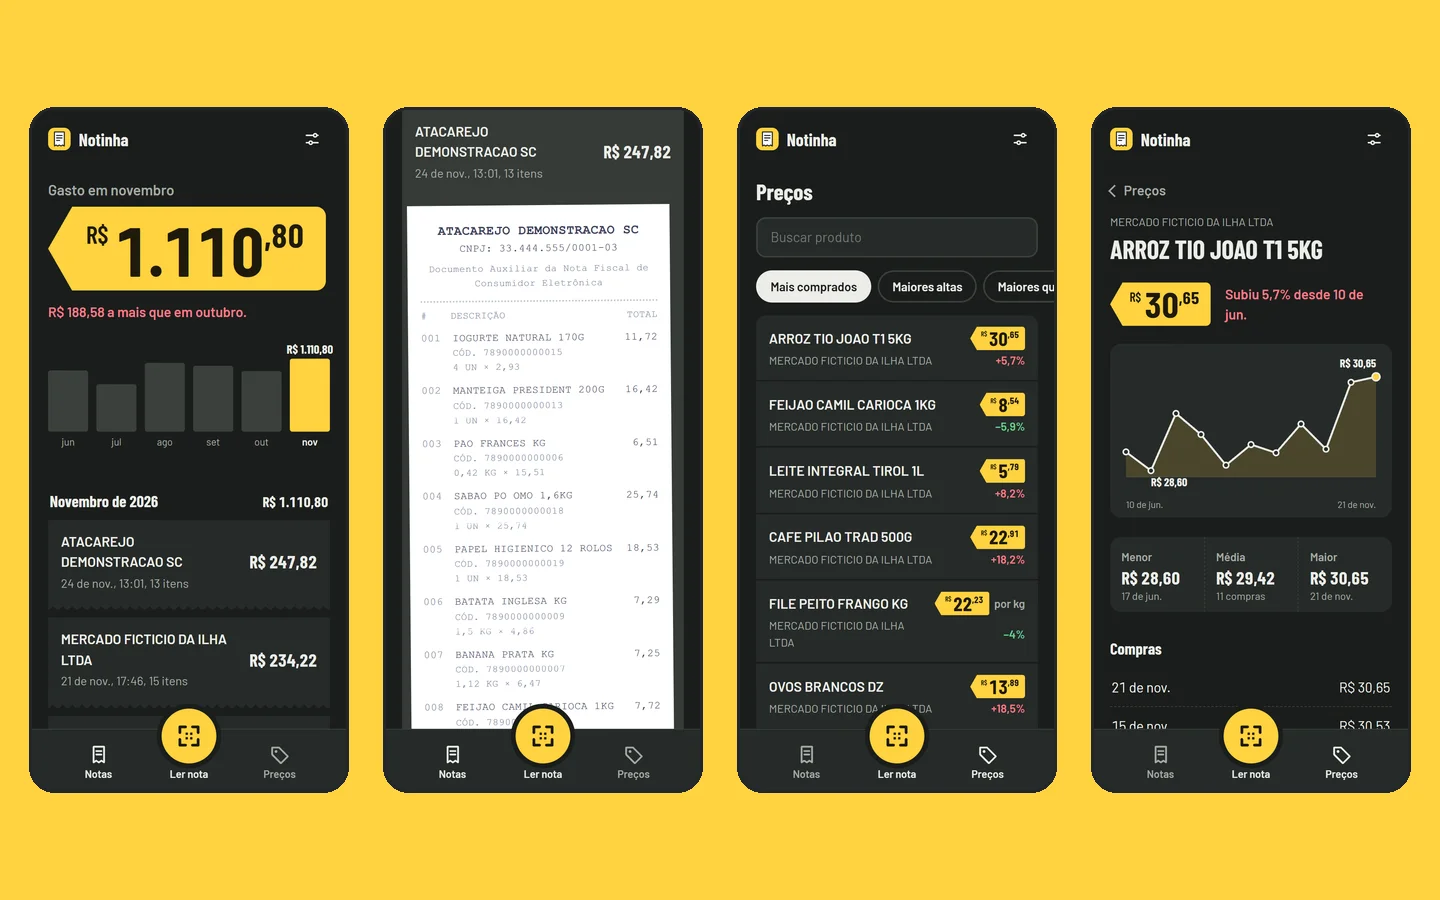 Notinha
Gasto em novembro
R$ 1.110,80
R$ 188,58 a mais que em outubro.
R$ 1.110,80
jun jul ago set out nov
Novembro de 2026 R$ 1.110,80
ATACAREJO
DEMONSTRACAO SC R$ 247,82
24 de nov., 13:01, 13 itens
MERCADO FICTICIO DA ILHA
LTDA R$ 234,22
21 de nov., 17:46, 15 itens
Notas Ler nota Preços
ATACAREJO
DEMONSTRACAO SC R$ 247,82
24 de nov., 13:01, 13 itens
ATACAREJO DEMONSTRACAO SC
CNPJ: 33.444.555/0001-03
Documento Auxiliar da Nota Fiscal de
Consumidor Eletrônica
# DESCRIÇÃO TOTAL
001 IOGURTE NATURAL 170G 11,72
CÓD. 7890000000015
4 UN × 2,93
002 MANTEIGA PRESIDENT 200G 16,42
CÓD. 7890000000013
1 UN × 16,42
003 PAO FRANCES KG 6,51
CÓD. 7890000000006
0,42 KG × 15,51
004 SABAO PO OMO 1,6KG 25,74
CÓD. 7890000000018
1 UN × 25,74
005 PAPEL HIGIENICO 12 ROLOS 18,53
CÓD. 7890000000019
1 UN × 18,53
006 BATATA INGLESA KG 7,29
CÓD. 7890000000009
1,5 KG × 4,86
007 BANANA PRATA KG 7,25
CÓD. 7890000000007
1,12 KG × 6,47
008 FEIJAO 1KG 7,72
CÓD.
Notas Ler nota Preços
Notinha
Preços
Buscar produto
Mais comprados Maiores altas Maiores qu
ARROZ TIO JOAO T1 5KG R$ 30,65
MERCADO FICTICIO DA ILHA LTDA +5,7%
FEIJAO CAMIL CARIOCA 1KG R$ 8,54
MERCADO FICTICIO DA ILHA LTDA −5,9%
LEITE INTEGRAL TIROL 1L R$ 5,79
MERCADO FICTICIO DA ILHA LTDA +8,2%
CAFE PILAO TRAD 500G R$ 22,91
MERCADO FICTICIO DA ILHA LTDA +18,2%
FILE PEITO FRANGO KG R$ 22,23 por kg
MERCADO FICTICIO DA ILHA
LTDA −4%
OVOS BRANCOS DZ R$ 13,89
MERCADO FICTICIO DA LTDA +18,5%
Notas Ler nota Preços
Notinha
Preços
MERCADO FICTICIO DA ILHA LTDA
ARROZ TIO JOAO T1 5KG
R$ 30,65
Subiu 5,7% desde 10 de
jun.
R$ 30,65
R$ 28,60
10 de jun. 21 de nov.
Menor Média Maior
R$ 28,60 R$ 29,42 R$ 30,65
17 de jun. 11 compras 21 de nov.
Compras
21 de nov. R$ 30,65
15 de nov. R$ 30,53
Notas Ler nota Preços